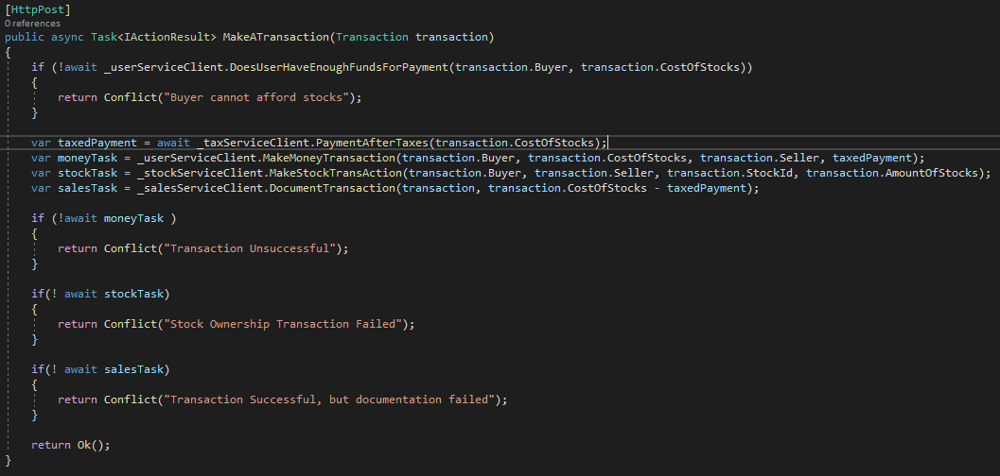 [HttpPost]
0 references
public async Task<IActionResult> MakeATransaction(Transaction transaction)
{
    if (!await _userServiceClient.DoesUserHaveEnoughFundsForPayment(transaction.Buyer, transaction.CostOfStocks))
    {
        return Conflict("Buyer cannot afford stocks");
    }

    var taxedPayment = await _taxServiceClient.PaymentAfterTaxes(transaction.CostOfStocks);
    var moneyTask = _userServiceClient.MakeMoneyTransaction(transaction.Buyer, transaction.CostOfStocks, transaction.Seller, taxedPayment);
    var stockTask = _stockServiceClient.MakeStockTransAction(transaction.Buyer, transaction.Seller, transaction.StockId, transaction.AmountOfStocks);
    var salesTask = _salesServiceClient.DocumentTransaction(transaction, transaction.CostOfStocks - taxedPayment);

    if (!await moneyTask )
    {
        return Conflict("Transaction Unsuccessful");
    }

    if(! await stockTask)
    {
        return Conflict("Stock Ownership Transaction Failed");
    }

    if(! await salesTask)
    {
        return Conflict("Transaction Successful, but documentation failed");
    }

    return Ok();
}